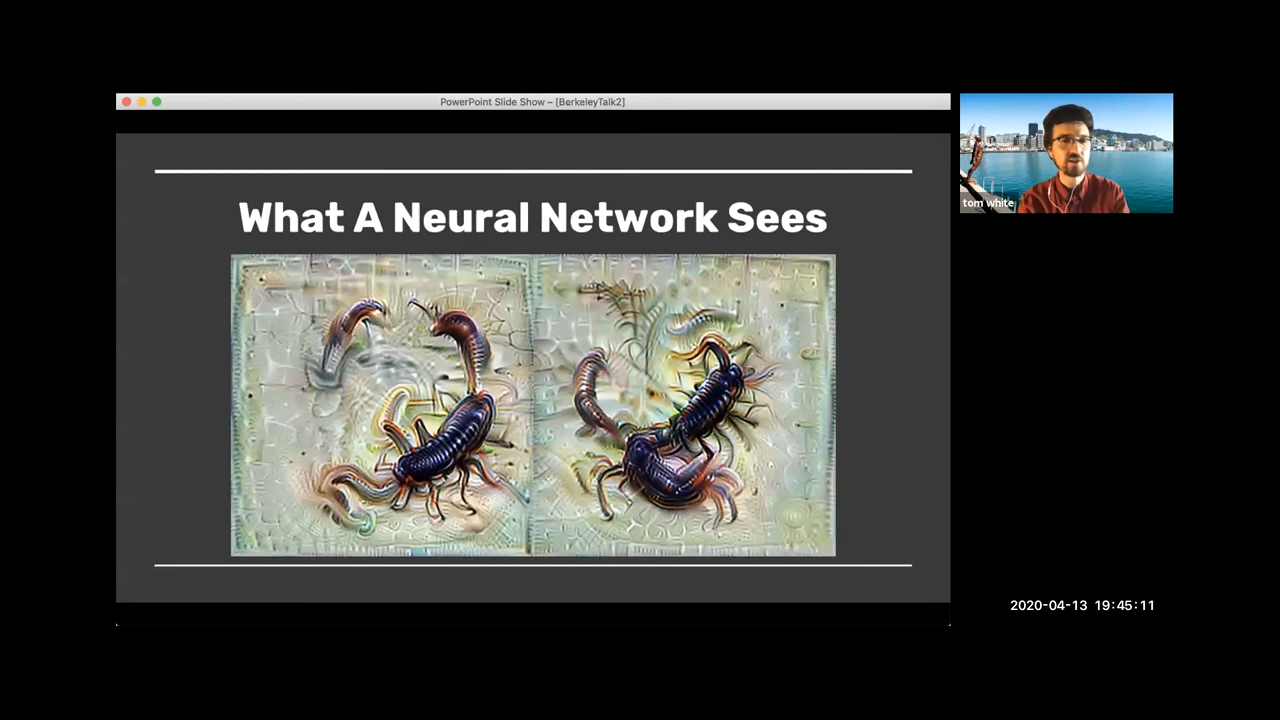 PowerPoint Slide Show – [BerkeleyTalk2]
What A Neural Network Sees
tom white
2020-04-13 19:45:11